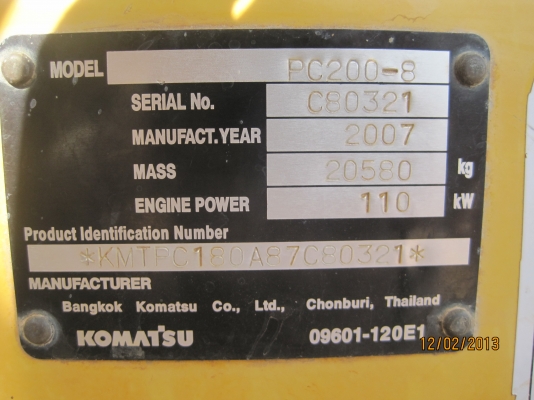 MODEL PC200-8
SERIAL No. C80321
MANUFACT.YEAR 2007
MASS 20580 kg
ENGINE POWER 110 kW
Product Identification Number
*KMTPC180A87C80321*
MANUFACTURER
Bangkok Komatsu Co., Ltd., Chonburi, Thailand
KOMATSU 09601-120E1
12/02/2013